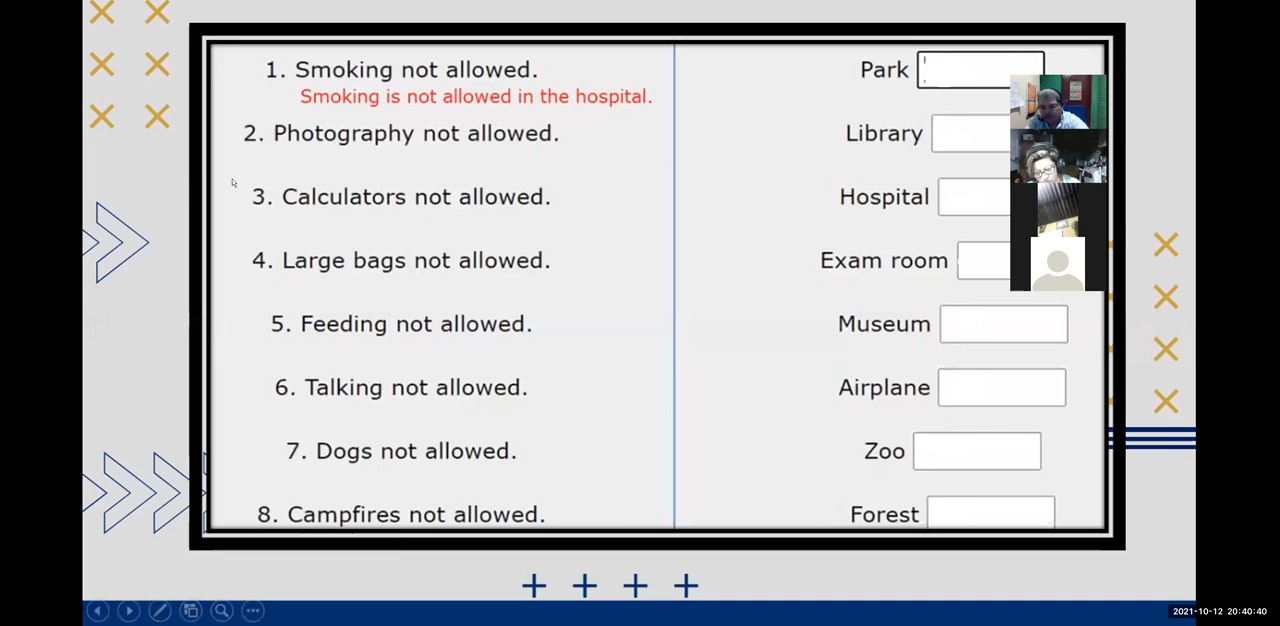 1. Smoking not allowed.
Smoking is not allowed in the hospital.
2. Photography not allowed.
3. Calculators not allowed.
4. Large bags not allowed.
5. Feeding not allowed.
6. Talking not allowed.
7. Dogs not allowed.
8. Campfires not allowed.
Park
Library
Hospital
Exam room
Museum
Airplane
Zoo
Forest
2021-10-12 20:40:40